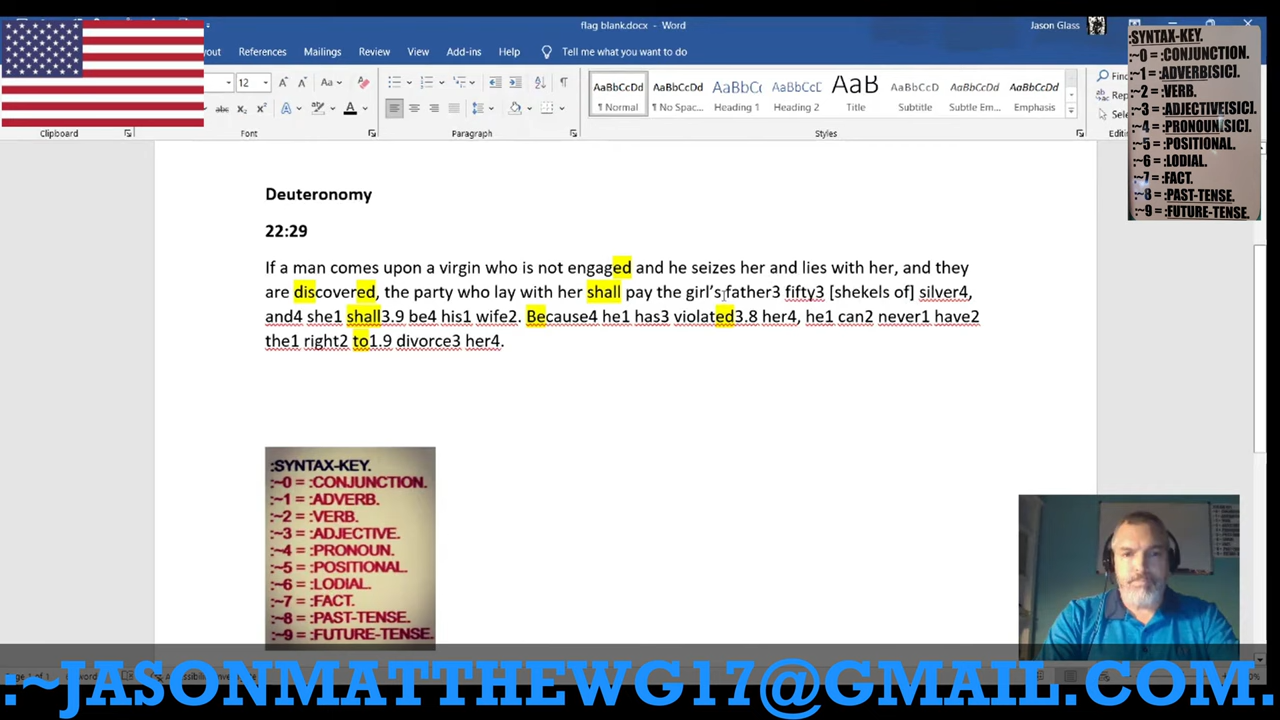 flag blank.docx - Word
Jason Glass
out References Mailings Review View Add-ins Help Tell me what you want to do
12 Aa
AaBbCcDd AaBbCcDd AaBbCcD AaBbCcD AaB AaBbCcD AaBbCcDd AaBbCcDd
¶ Normal ¶ No Spac... Heading 1 Heading 2 Title Subtitle Subtle Em... Emphasis
Clipboard Font Paragraph Styles
:SYNTAX-KEY.
:~0 = :CONJUNCTION.
:~1 = :ADVERB[SIC].
:~2 = :VERB.
:~3 = :ADJECTIVE[SIC].
:~4 = :PRONOUN[SIC].
:~5 = :POSITIONAL.
:~6 = :LODIAL.
:~7 = :FACT.
:~8 = :PAST-TENSE.
:~9 = :FUTURE-TENSE.
Deuteronomy
22:29
If a man comes upon a virgin who is not engaged and he seizes her and lies with her, and they
are discovered, the party who lay with her shall pay the girl's father3 fifty3 [shekels of] silver4,
and4 she1 shall3.9 be4 his1 wife2. Because4 he1 has3 violated3.8 her4, he1 can2 never1 have2
the1 right2 to1.9 divorce3 her4.
:SYNTAX-KEY.
:~0 = :CONJUNCTION.
:~1 = :ADVERB.
:~2 = :VERB.
:~3 = :ADJECTIVE.
:~4 = :PRONOUN.
:~5 = :POSITIONAL.
:~6 = :LODIAL.
:~7 = :FACT.
:~8 = :PAST-TENSE.
:~9 = :FUTURE-TENSE.
:~JASONMATTHEWG17@GMAIL.COM.